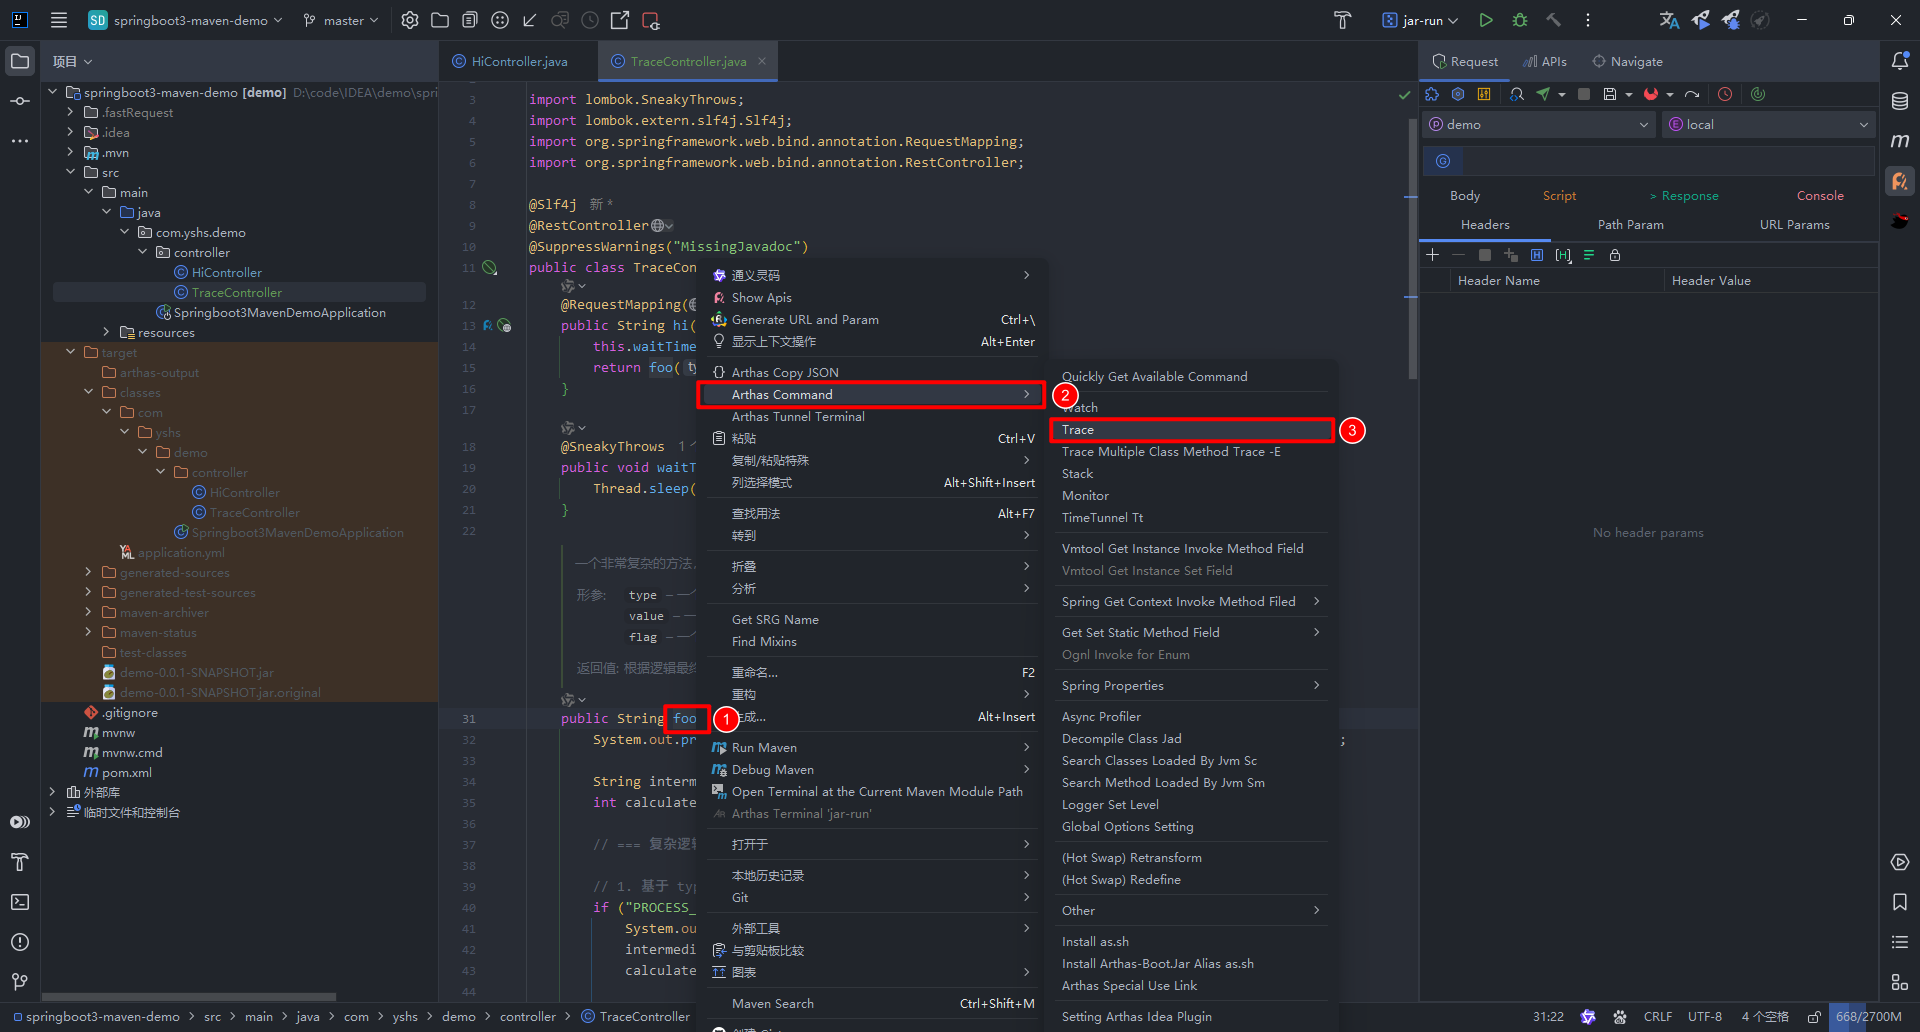 SD springboot3-maven-demo master jar-run
项目
HiController.java TraceController.java
Request APIs Navigate
springboot3-maven-demo [demo] D:\code\IDEA\demo\spri
.fastRequest
.idea
.mvn
src
main
java
com.yshs.demo
controller
HiController
TraceController
Springboot3MavenDemoApplication
resources
target
arthas-output
classes
com
yshs
demo
controller
HiController
TraceController
Springboot3MavenDemoApplication
application.yml
generated-sources
generated-test-sources
maven-archiver
maven-status
test-classes
demo-0.0.1-SNAPSHOT.jar
demo-0.0.1-SNAPSHOT.jar.original
.gitignore
mvnw
mvnw.cmd
pom.xml
外部库
临时文件和控制台
3 import lombok.SneakyThrows;
4 import lombok.extern.slf4j.Slf4j;
5 import org.springframework.web.bind.annotation.RequestMapping;
6 import org.springframework.web.bind.annotation.RestController;
7
8 @Slf4j 新 *
9 @RestController
10 @SuppressWarnings("MissingJavadoc")
11 public class TraceCon
12 @RequestMapping(
13 public String hi(
14 this.waitTime
15 return foo( ty
16 }
17
18 @SneakyThrows 1 个
19 public void waitT
20 Thread.sleep(
21 }
22
一个非常复杂的方法,
形参: type – 一个
value – 一
flag – 一个
返回值: 根据逻辑最终
31 public String foo
32 System.out.pr ;
33
34 String interm
35 int calculate
36
37 // === 复杂逻辑
38
39 // 1. 基于 typ
40 if ("PROCESS_
41 System.ou
42 intermedi
43 calculate
44
通义灵码
Show Apis
Generate URL and Param Ctrl+\
显示上下文操作 Alt+Enter
Arthas Copy JSON
Arthas Command
Arthas Tunnel Terminal
粘贴 Ctrl+V
复制/粘贴特殊
列选择模式 Alt+Shift+Insert
查找用法 Alt+F7
转到
折叠
分析
Get SRG Name
Find Mixins
重命名... F2
重构
生成... Alt+Insert
Run Maven
Debug Maven
Open Terminal at the Current Maven Module Path
Arthas Terminal 'jar-run'
打开于
本地历史记录
Git
外部工具
与剪贴板比较
图表
Maven Search Ctrl+Shift+M
1
2
3
Quickly Get Available Command
Watch
Trace
Trace Multiple Class Method Trace -E
Stack
Monitor
TimeTunnel Tt
Vmtool Get Instance Invoke Method Field
Vmtool Get Instance Set Field
Spring Get Context Invoke Method Filed
Get Set Static Method Field
Ognl Invoke for Enum
Spring Properties
Async Profiler
Decompile Class Jad
Search Classes Loaded By Jvm Sc
Search Method Loaded By Jvm Sm
Logger Set Level
Global Options Setting
(Hot Swap) Retransform
(Hot Swap) Redefine
Other
Install as.sh
Install Arthas-Boot.Jar Alias as.sh
Arthas Special Use Link
Setting Arthas Idea Plugin
demo local
Body Script > Response Console
Headers Path Param URL Params
Header Name Header Value
No header params
springboot3-maven-demo > src > main > java > com > yshs > demo > controller > TraceController
31:22 CRLF UTF-8 4 个空格 668/2700M